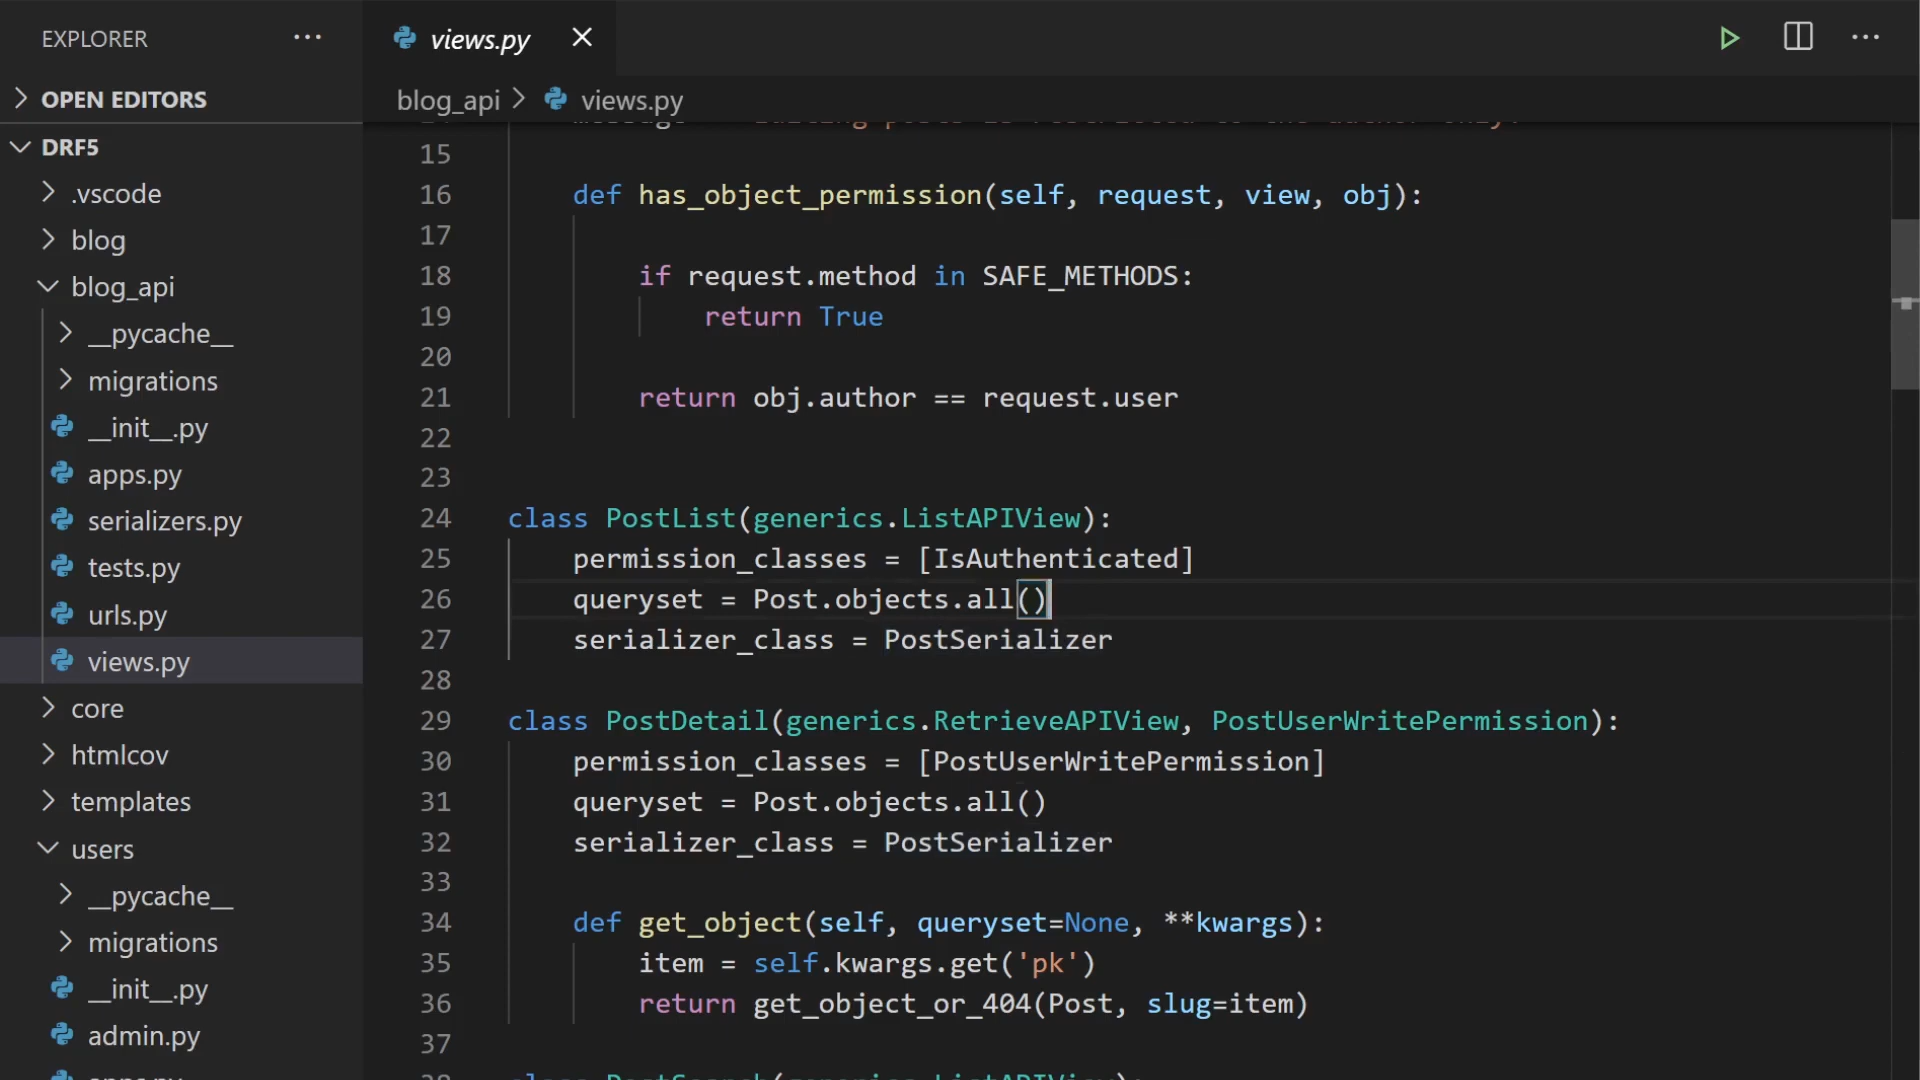 EXPLORER
views.py
OPEN EDITORS
blog_api > views.py
DRF5
.vscode
blog
blog_api
__pycache__
migrations
__init__.py
apps.py
serializers.py
tests.py
urls.py
views.py
core
htmlcov
templates
users
__pycache__
migrations
__init__.py
admin.py
15
16 def has_object_permission(self, request, view, obj):
17
18 if request.method in SAFE_METHODS:
19 return True
20
21 return obj.author == request.user
22
23
24 class PostList(generics.ListAPIView):
25 permission_classes = [IsAuthenticated]
26 queryset = Post.objects.all()
27 serializer_class = PostSerializer
28
29 class PostDetail(generics.RetrieveAPIView, PostUserWritePermission):
30 permission_classes = [PostUserWritePermission]
31 queryset = Post.objects.all()
32 serializer_class = PostSerializer
33
34 def get_object(self, queryset=None, **kwargs):
35 item = self.kwargs.get('pk')
36 return get_object_or_404(Post, slug=item)
37